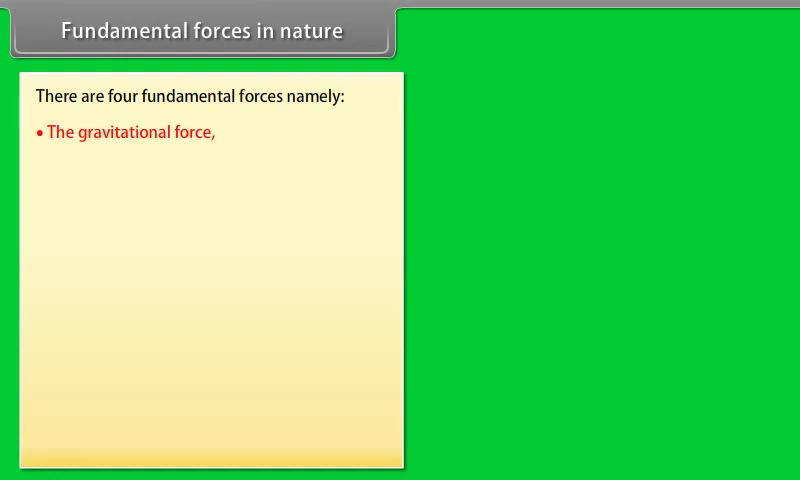 Fundamental forces in nature
There are four fundamental forces namely:
• The gravitational force,